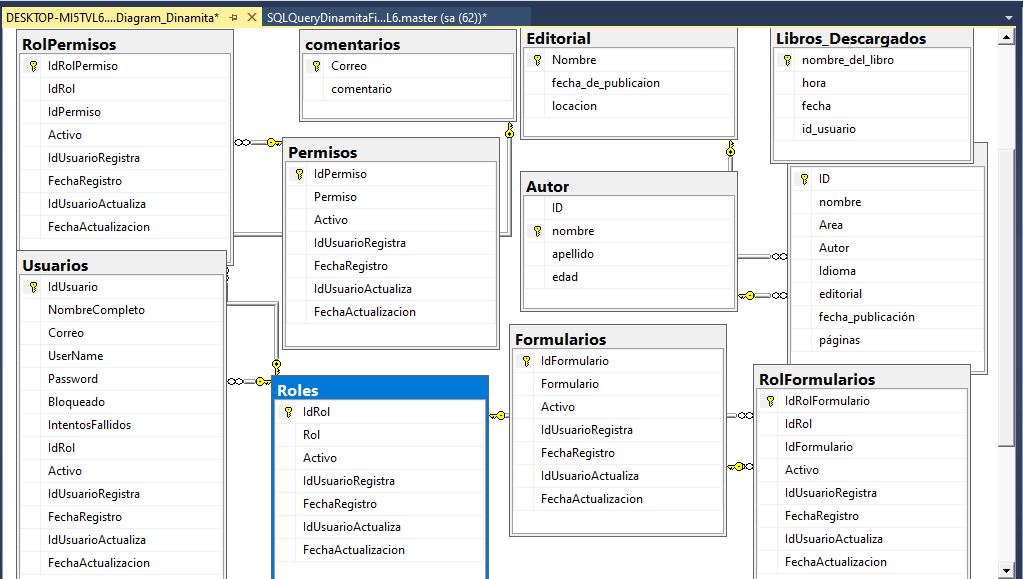 DESKTOP-MI5TVL6....Diagram_Dinamita*
SQLQueryDinamitaFi...L6.master (sa (62))*
RolPermisos
IdRolPermiso
IdRol
IdPermiso
Activo
IdUsuarioRegistra
FechaRegistro
IdUsuarioActualiza
FechaActualizacion
comentarios
Correo
comentario
Editorial
Nombre
fecha_de_publicaion
locacion
Libros_Descargados
nombre_del_libro
hora
fecha
id_usuario
Permisos
IdPermiso
Permiso
Activo
IdUsuarioRegistra
FechaRegistro
IdUsuarioActualiza
FechaActualizacion
Autor
ID
nombre
apellido
edad
ID
nombre
Area
Autor
Idioma
editorial
fecha_publicación
páginas
Usuarios
IdUsuario
NombreCompleto
Correo
UserName
Password
Bloqueado
IntentosFallidos
IdRol
Activo
IdUsuarioRegistra
FechaRegistro
IdUsuarioActualiza
FechaActualizacion
Roles
IdRol
Rol
Activo
IdUsuarioRegistra
FechaRegistro
IdUsuarioActualiza
FechaActualizacion
Formularios
IdFormulario
Formulario
Activo
IdUsuarioRegistra
FechaRegistro
IdUsuarioActualiza
FechaActualizacion
RolFormularios
IdRolFormulario
IdRol
IdFormulario
Activo
IdUsuarioRegistra
FechaRegistro
IdUsuarioActualiza
FechaActualizacion